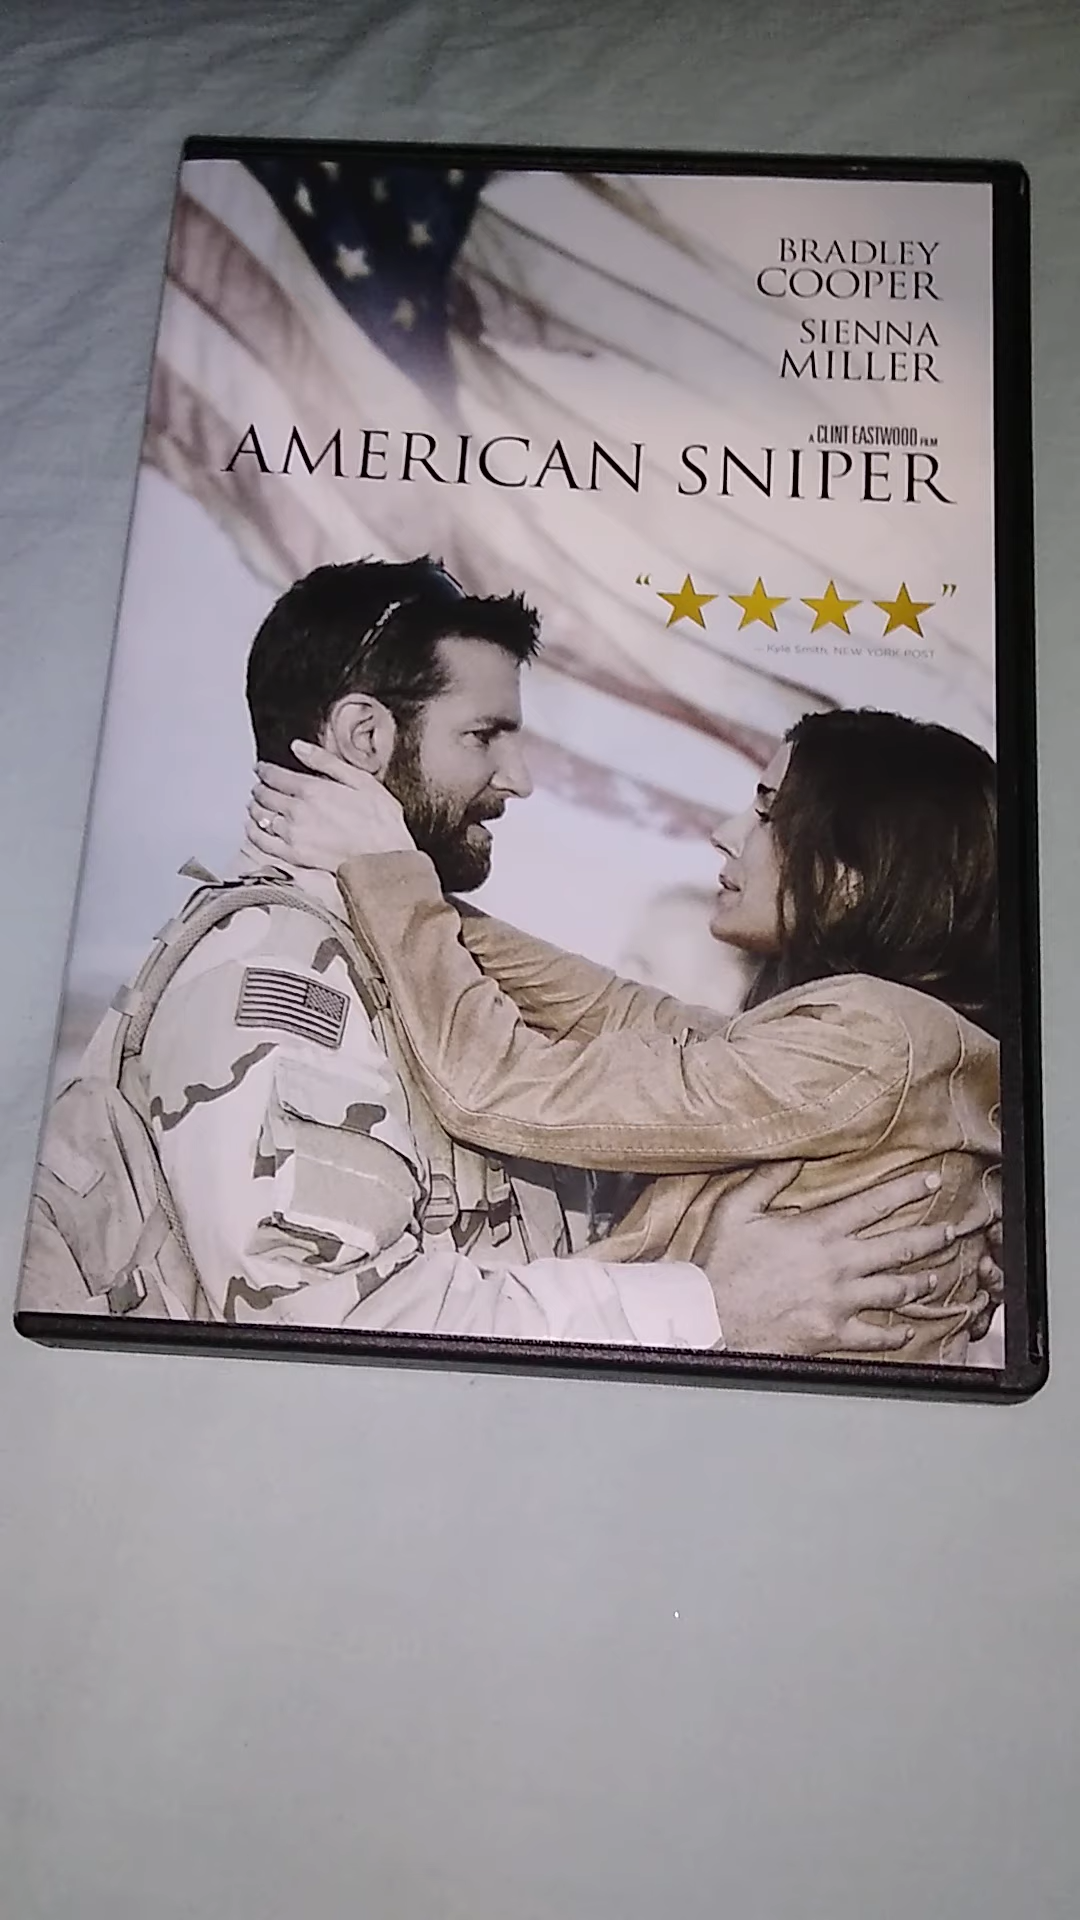 BRADLEY
COOPER
SIENNA
MILLER
A CLINT EASTWOOD FILM
AMERICAN SNIPER
“★★★★”
– Kyle Smith, NEW YORK POST